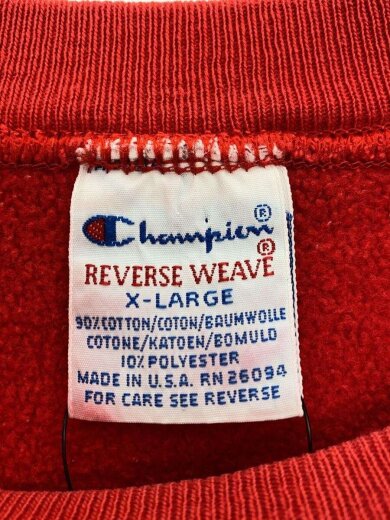 Champion ®
REVERSE WEAVE ®
X-LARGE
90% COTTON/COTON/BAUMWOLLE
COTONE/KATOEN/BOMULD
10% POLYESTER
MADE IN U.S.A. RN 26094
FOR CARE SEE REVERSE